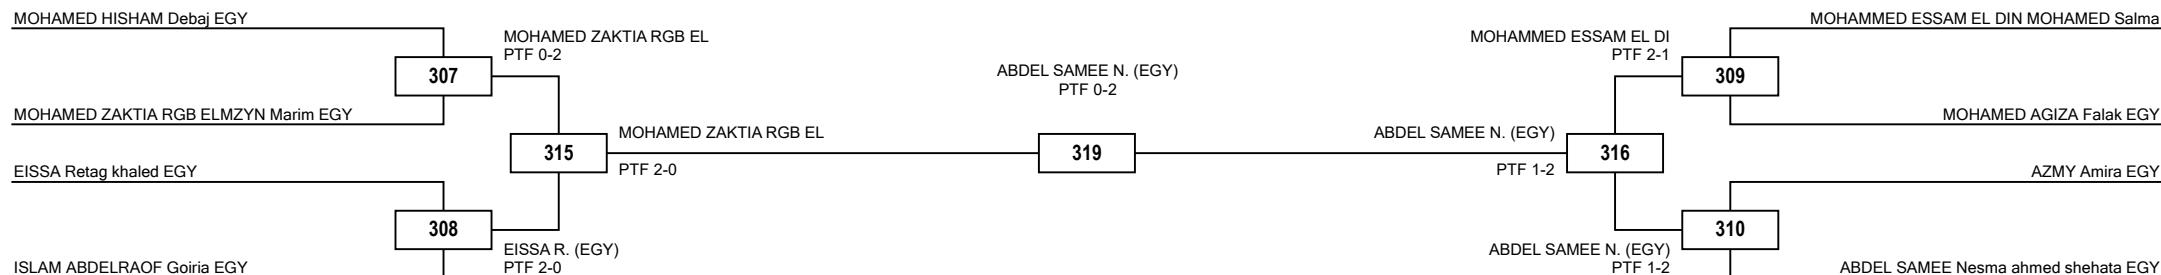 MOHAMED HISHAM Debaj EGY
MOHAMMED ESSAM EL DIN MOHAMED Salma
MOHAMED ZAKTIA RGB EL
PTF 0-2
MOHAMMED ESSAM EL DI
PTF 2-1
307
ABDEL SAMEE N. (EGY)
PTF 0-2
309
MOHAMED ZAKTIA RGB ELMZYN Marim EGY
MOHAMED AGIZA Falak EGY
315
MOHAMED ZAKTIA RGB EL
PTF 2-0
319
ABDEL SAMEE N. (EGY)
PTF 1-2
316
EISSA Retag khaled EGY
AZMY Amira EGY
308
310
EISSA R. (EGY)
PTF 2-0
ABDEL SAMEE N. (EGY)
PTF 1-2
ISLAM ABDELRAOF Goiria EGY
ABDEL SAMEE Nesma ahmed shehata EGY